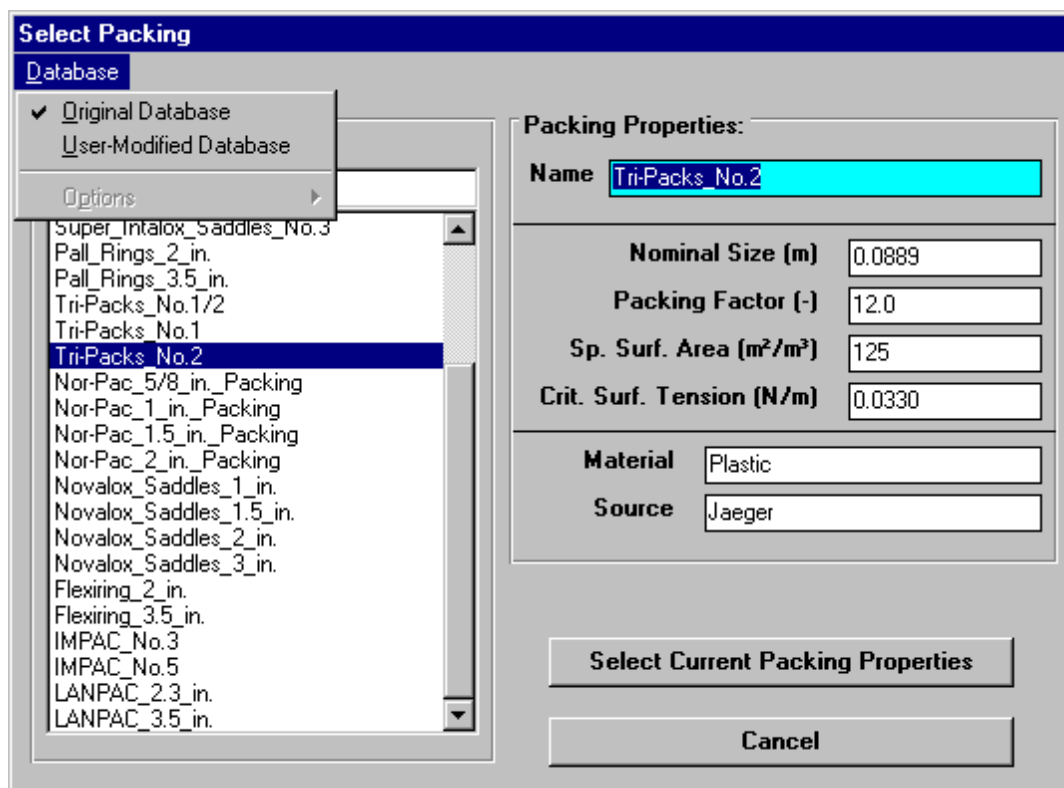 Select Packing
Database
Original Database
User-Modified Database
Options
Super_Intalox_Saddles_No.3
Pall_Rings_2_in.
Pall_Rings_3.5_in.
Tri-Packs_No.1/2
Tri-Packs_No.1
Tri-Packs_No.2
Nor-Pac_5/8_in._Packing
Nor-Pac_1_in._Packing
Nor-Pac_1.5_in._Packing
Nor-Pac_2_in._Packing
Novalox_Saddles_1_in.
Novalox_Saddles_1.5_in.
Novalox_Saddles_2_in.
Novalox_Saddles_3_in.
Flexiring_2_in.
Flexiring_3.5_in.
IMPAC_No.3
IMPAC_No.5
LANPAC_2.3_in.
LANPAC_3.5_in.
Packing Properties:
Name Tri-Packs_No.2
Nominal Size (m) 0.0889
Packing Factor (-) 12.0
Sp. Surf. Area (m²/m³) 125
Crit. Surf. Tension (N/m) 0.0330
Material Plastic
Source Jaeger
Select Current Packing Properties
Cancel